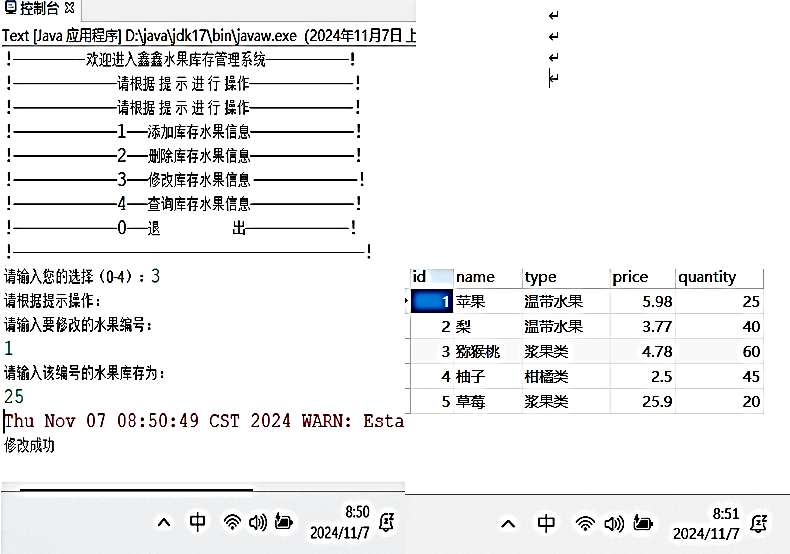 控制台
Text [Java 应用程序] D:\java\jdk17\bin\javaw.exe (2024年11月7日 上
!————欢迎进入鑫鑫水果库存管理系统————!
!————请根据 提 示 进 行 操作————!
!————请根据 提 示 进 行 操作————!
!————1——添加库存水果信息————!
!————2——删除库存水果信息————!
!————3——修改库存水果信息————!
!————4——查询库存水果信息————!
!————0——退 出————!
!————————————————!
请输入您的选择（0-4）: 3
请根据提示操作:
请输入要修改的水果编号:
1
请输入该编号的水果库存为:
25
Thu Nov 07 08:50:49 CST 2024 WARN: Esta
修改成功
中
8:50
2024/11/7
id name type price quantity
1 苹果 温带水果 5.98 25
2 梨 温带水果 3.77 40
3 猕猴桃 浆果类 4.78 60
4 柚子 柑橘类 2.5 45
5 草莓 浆果类 25.9 20
中
8:51
2024/11/7